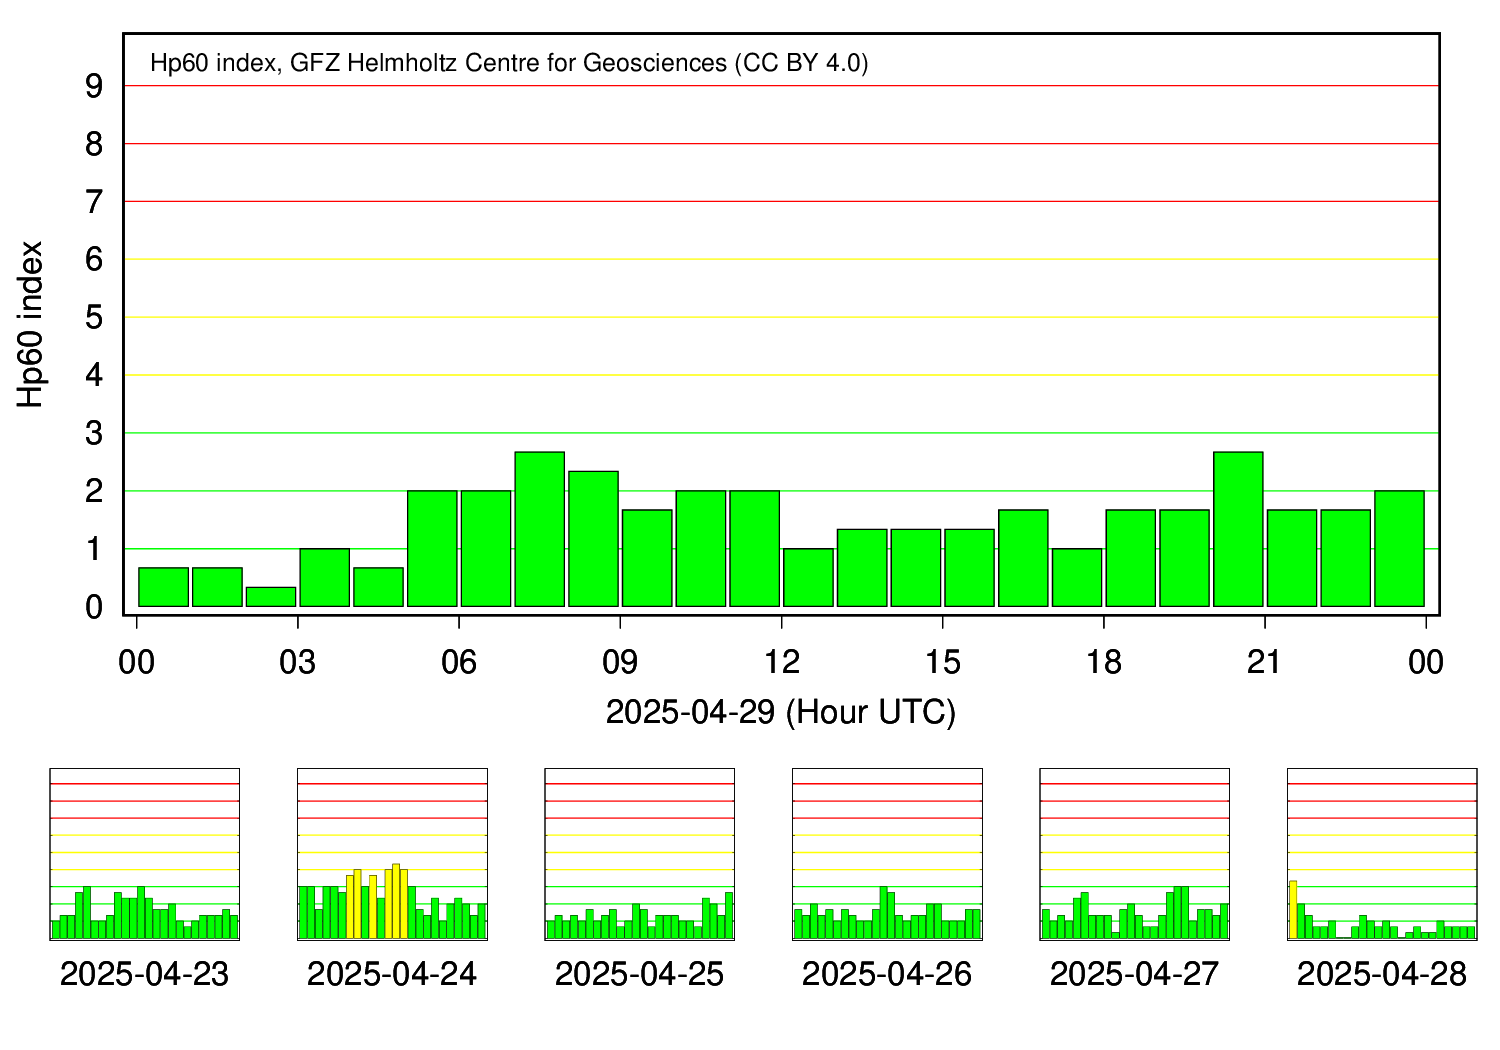 Hp60 index, GFZ Helmholtz Centre for Geosciences (CC BY 4.0)
Hp60 index
9
8
7
6
5
4
3
2
1
0
00 03 06 09 12 15 18 21 00
2025-04-29 (Hour UTC)
2025-04-23 2025-04-24 2025-04-25 2025-04-26 2025-04-27 2025-04-28